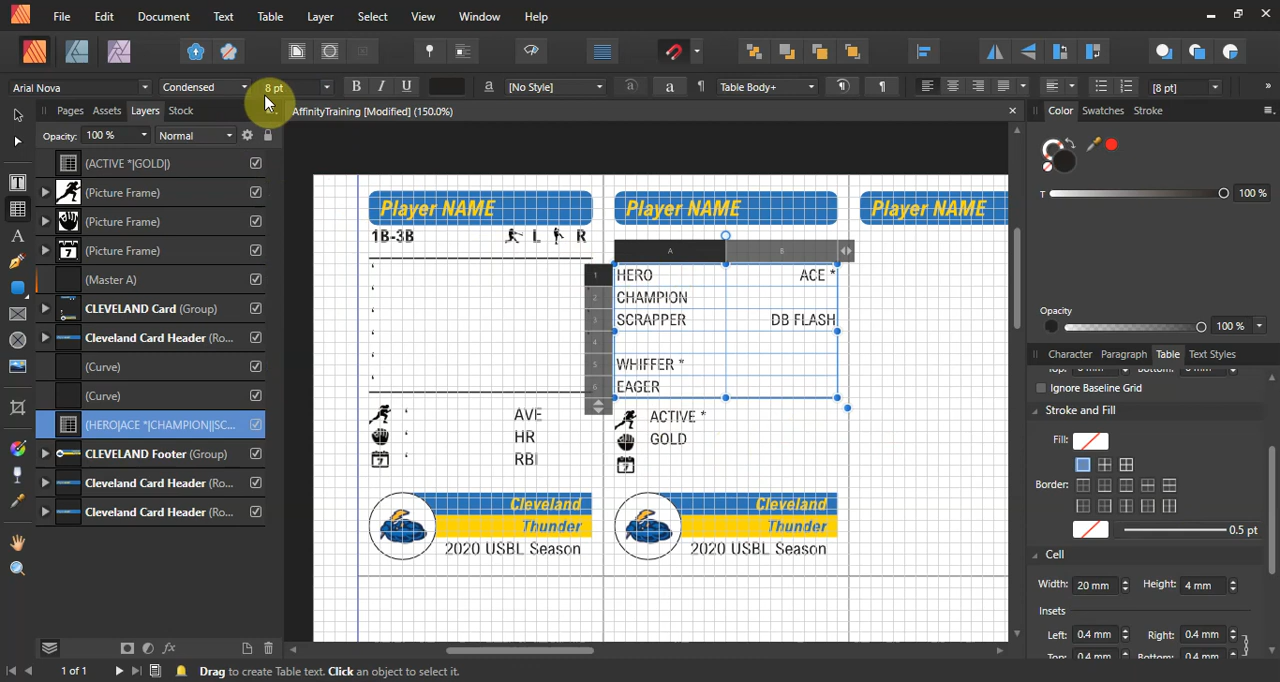 File Edit Document Text Table Layer Select View Window Help
Arial Nova Condensed 8 pt B I U a [No Style] a a Table Body+ [8 pt]
Pages Assets Layers Stock AffinityTraining [Modified] (150.0%) Color Swatches Stroke
Opacity: 100 % Normal
(ACTIVE *|GOLD|)
(Picture Frame)
(Picture Frame)
(Picture Frame)
(Master A)
CLEVELAND Card (Group)
Cleveland Card Header (Ro...
(Curve)
(Curve)
(HERO|ACE *|CHAMPION||SC...
CLEVELAND Footer (Group)
Cleveland Card Header (Ro...
Cleveland Card Header (Ro...
Player NAME Player NAME Player NAME
1B-3B L R
A B
1 HERO ACE *
2 CHAMPION
3 SCRAPPER DB FLASH
4
5 WHIFFER *
6 EAGER
AVE ACTIVE *
HR GOLD
7 RBI 7
Cleveland Cleveland
Thunder Thunder
2020 USBL Season 2020 USBL Season
T 100 %
Opacity
100 %
Character Paragraph Table Text Styles
Ignore Baseline Grid
Stroke and Fill
Fill:
Border:
0.5 pt
Cell
Width: 20 mm Height: 4 mm
Insets
Left: 0.4 mm Right: 0.4 mm
1 of 1 Drag to create Table text. Click an object to select it.